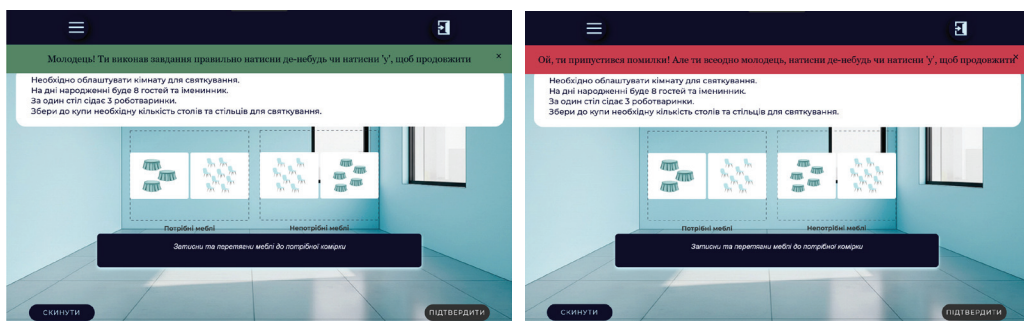 Молодець! Ти виконав завдання правильно натисни де-небудь чи натисни 'у', щоб продовжити ×
Необхідно облаштувати кімнату для святкування.
На дні народженні буде 8 гостей та іменинник.
За один стіл сідає 3 роботваринки.
Збери до купи необхідну кількість столів та стільців для святкування.
Потрібні меблі
Непотрібні меблі
Затисни та перетягни меблі до потрібної комірки
СКИНУТИ
ПІДТВЕРДИТИ
Ой, ти припустився помилки! Але ти всеодно молодець, натисни де-небудь чи натисни 'у', щоб продовжити ×
Необхідно облаштувати кімнату для святкування.
На дні народженні буде 8 гостей та іменинник.
За один стіл сідає 3 роботваринки.
Збери до купи необхідну кількість столів та стільців для святкування.
Потрібні меблі
Непотрібні меблі
Затисни та перетягни меблі до потрібної комірки
СКИНУТИ
ПІДТВЕРДИТИ